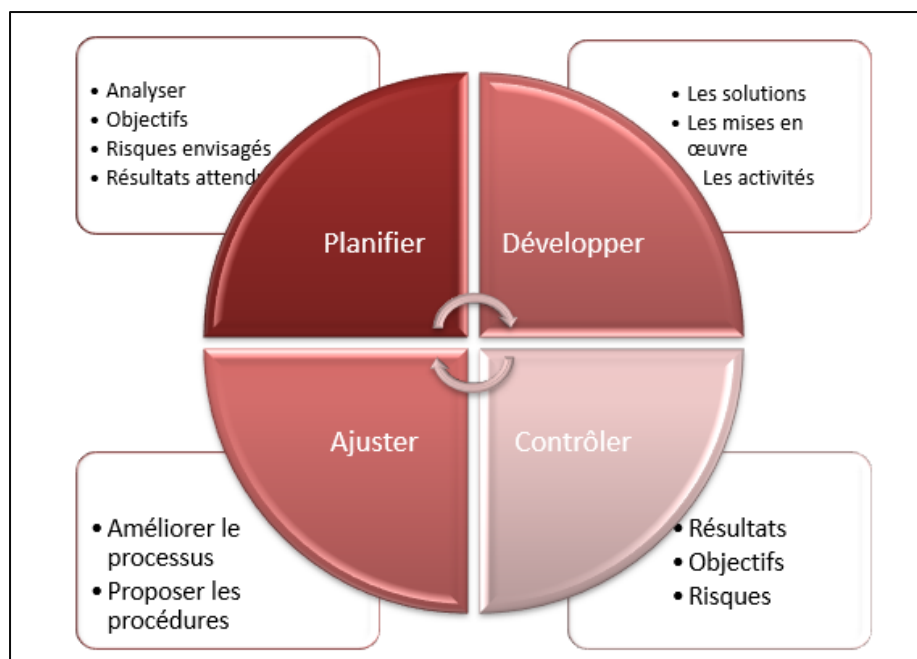 • Analyser
• Objectifs
• Risques envisagés
• Résultats attend
Planifier
• Les solutions
• Les mises en
œuvre
Les activités
Développer
Ajuster
• Améliorer le
processus
• Proposer les
procédures
Contrôler
• Résultats
• Objectifs
• Risques